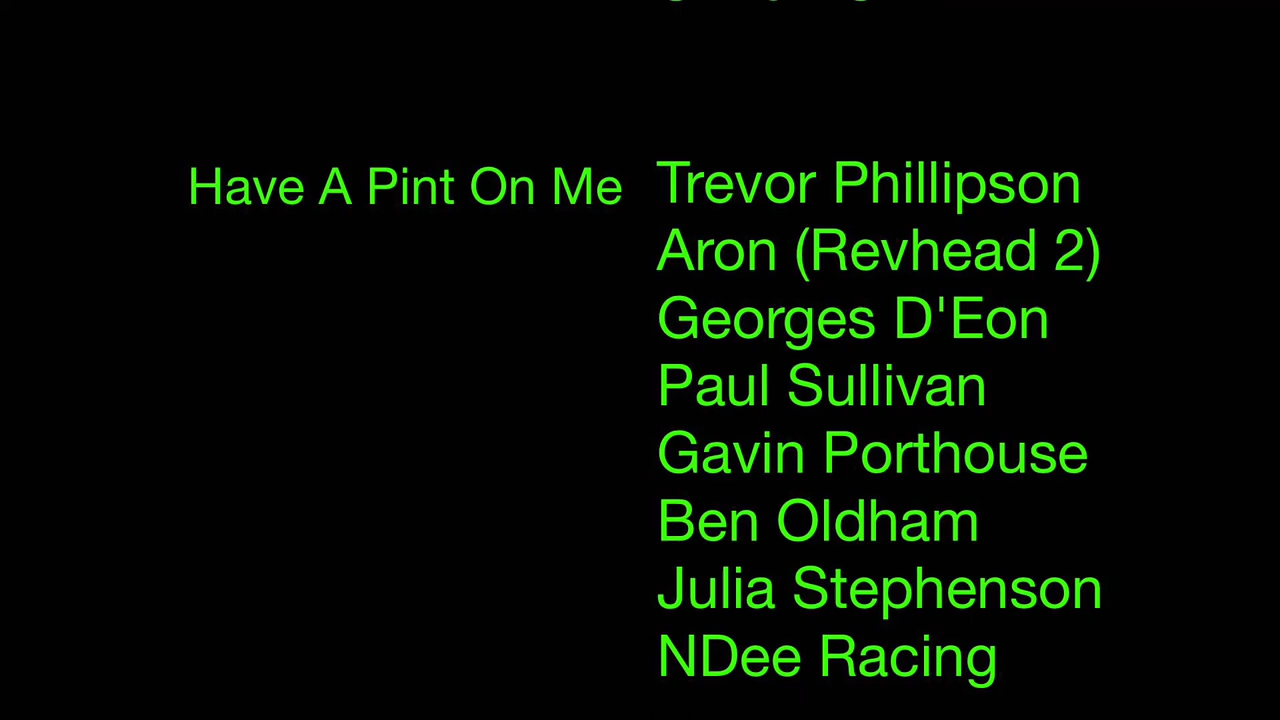 Have A Pint On Me Trevor Phillipson
Aron (Revhead 2)
Georges D'Eon
Paul Sullivan
Gavin Porthouse
Ben Oldham
Julia Stephenson
NDee Racing